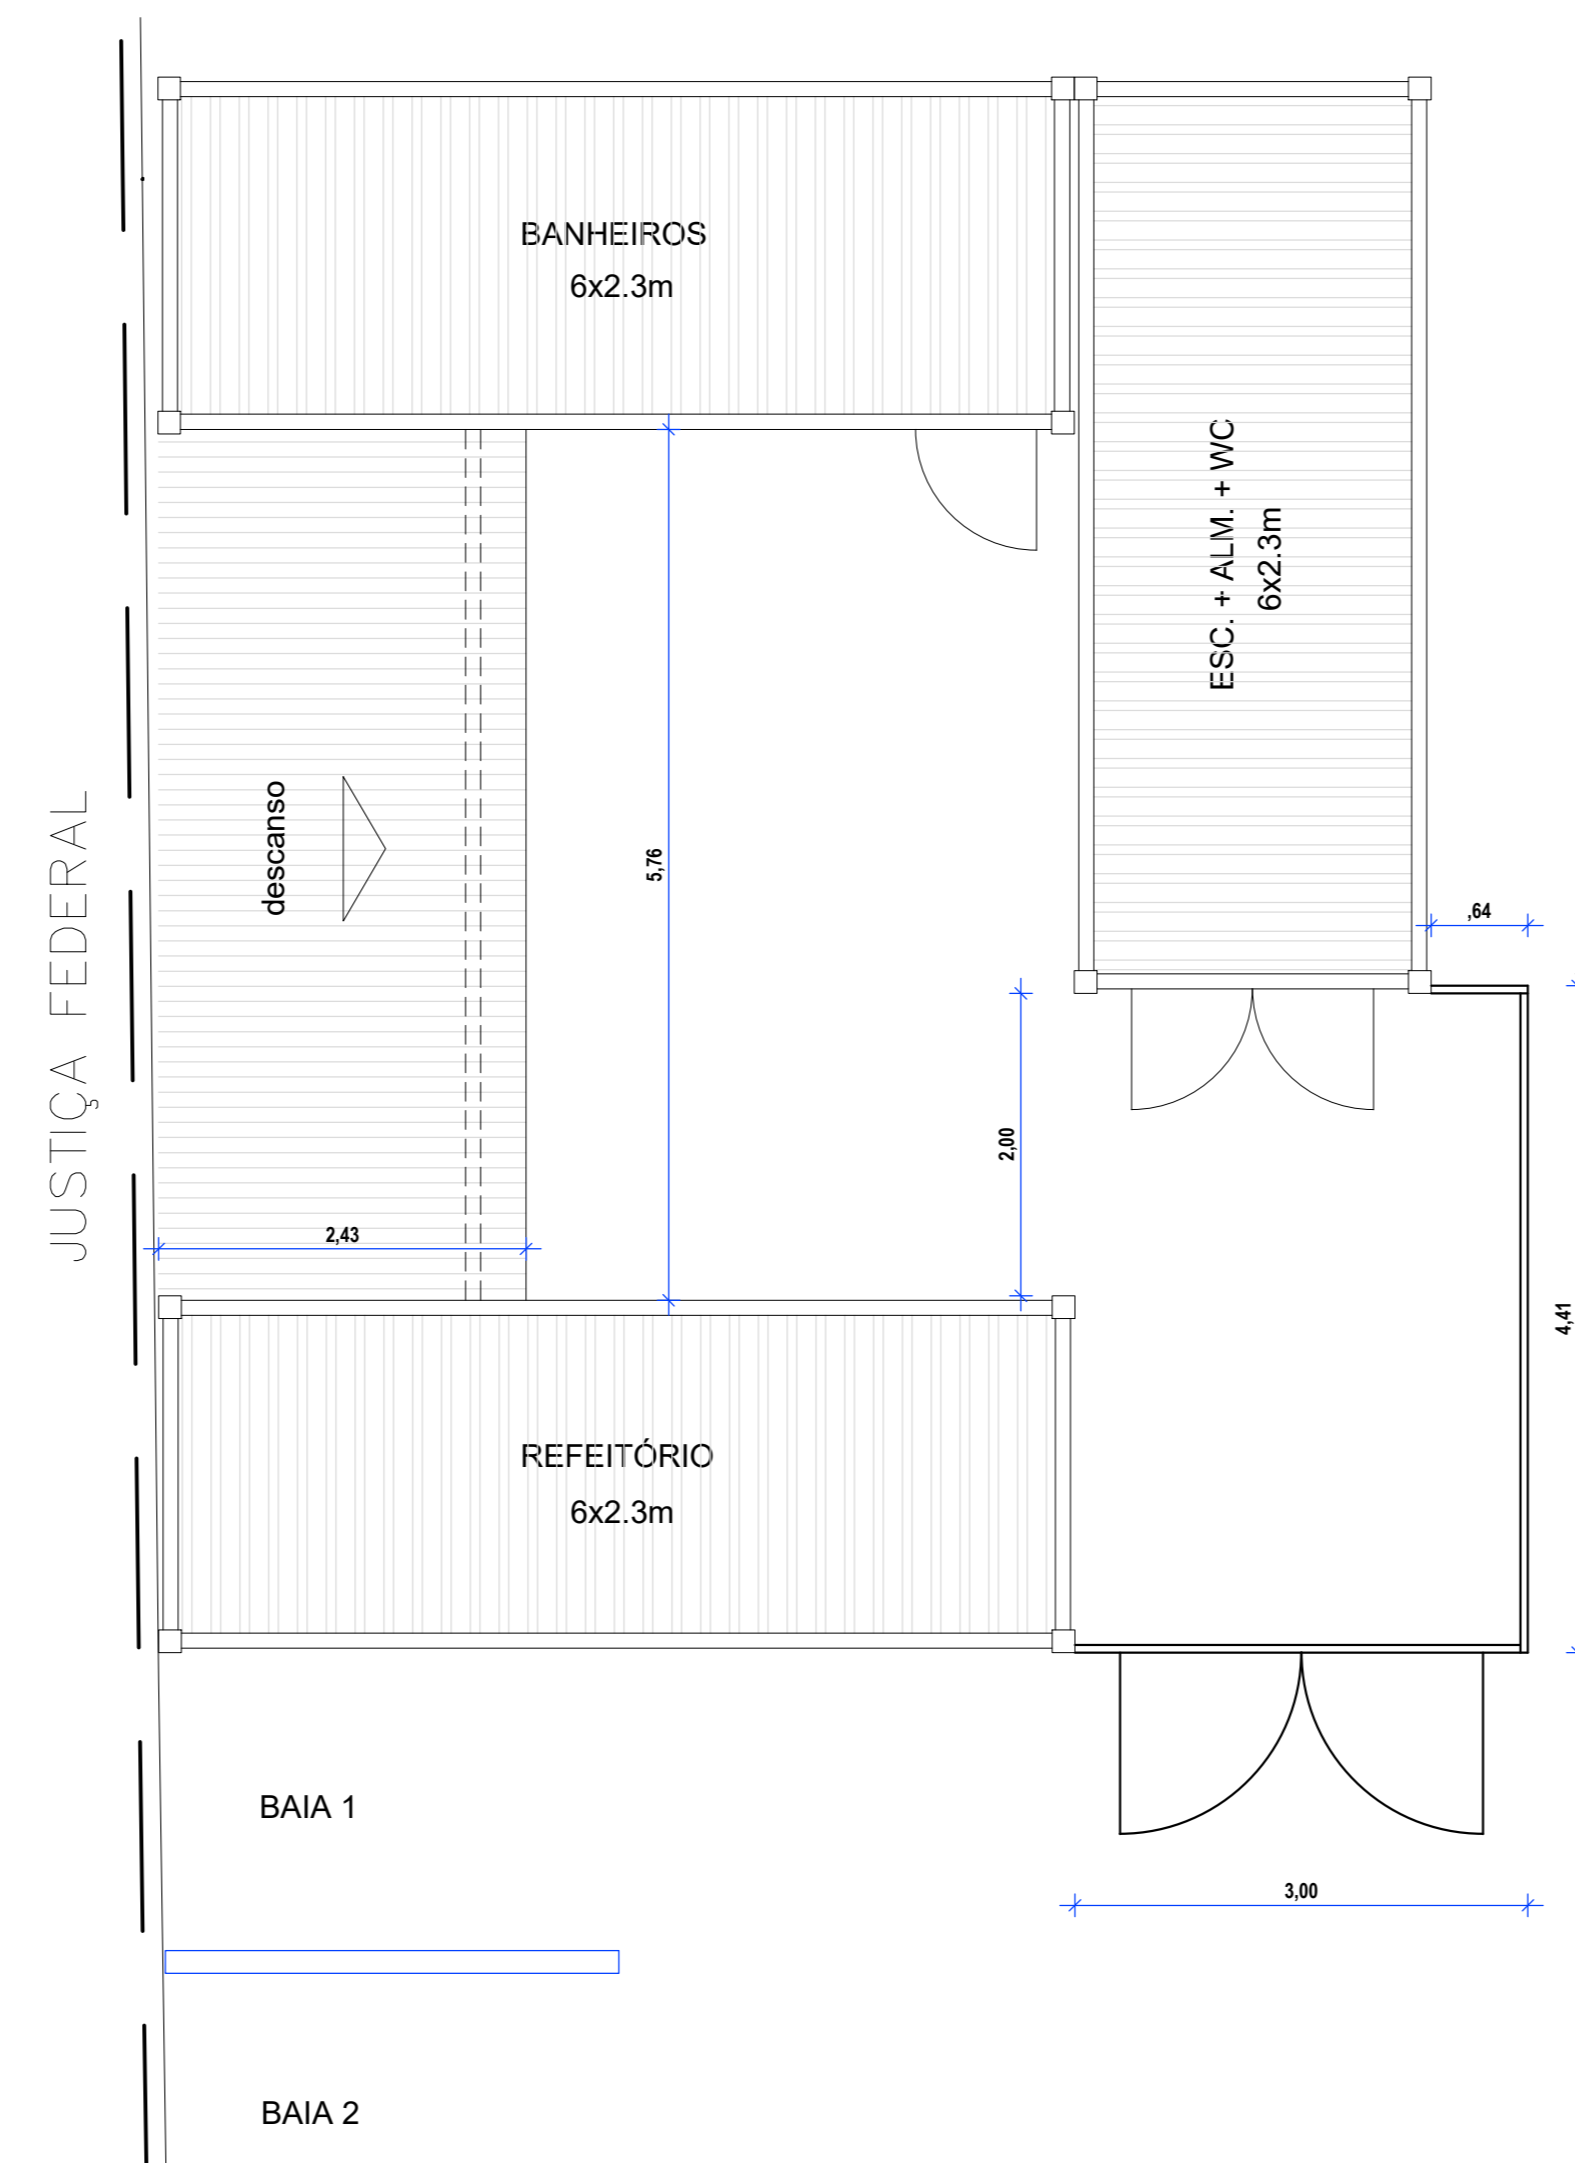 BANHEIROS
6x2.3m
ESC. + ALM. + WC
6x2.3m
descanso
5,76
,64
JUSTIÇA FEDERAL
2,00
2,43
4,41
REFEITÓRIO
6x2.3m
BAIA 1
3,00
BAIA 2